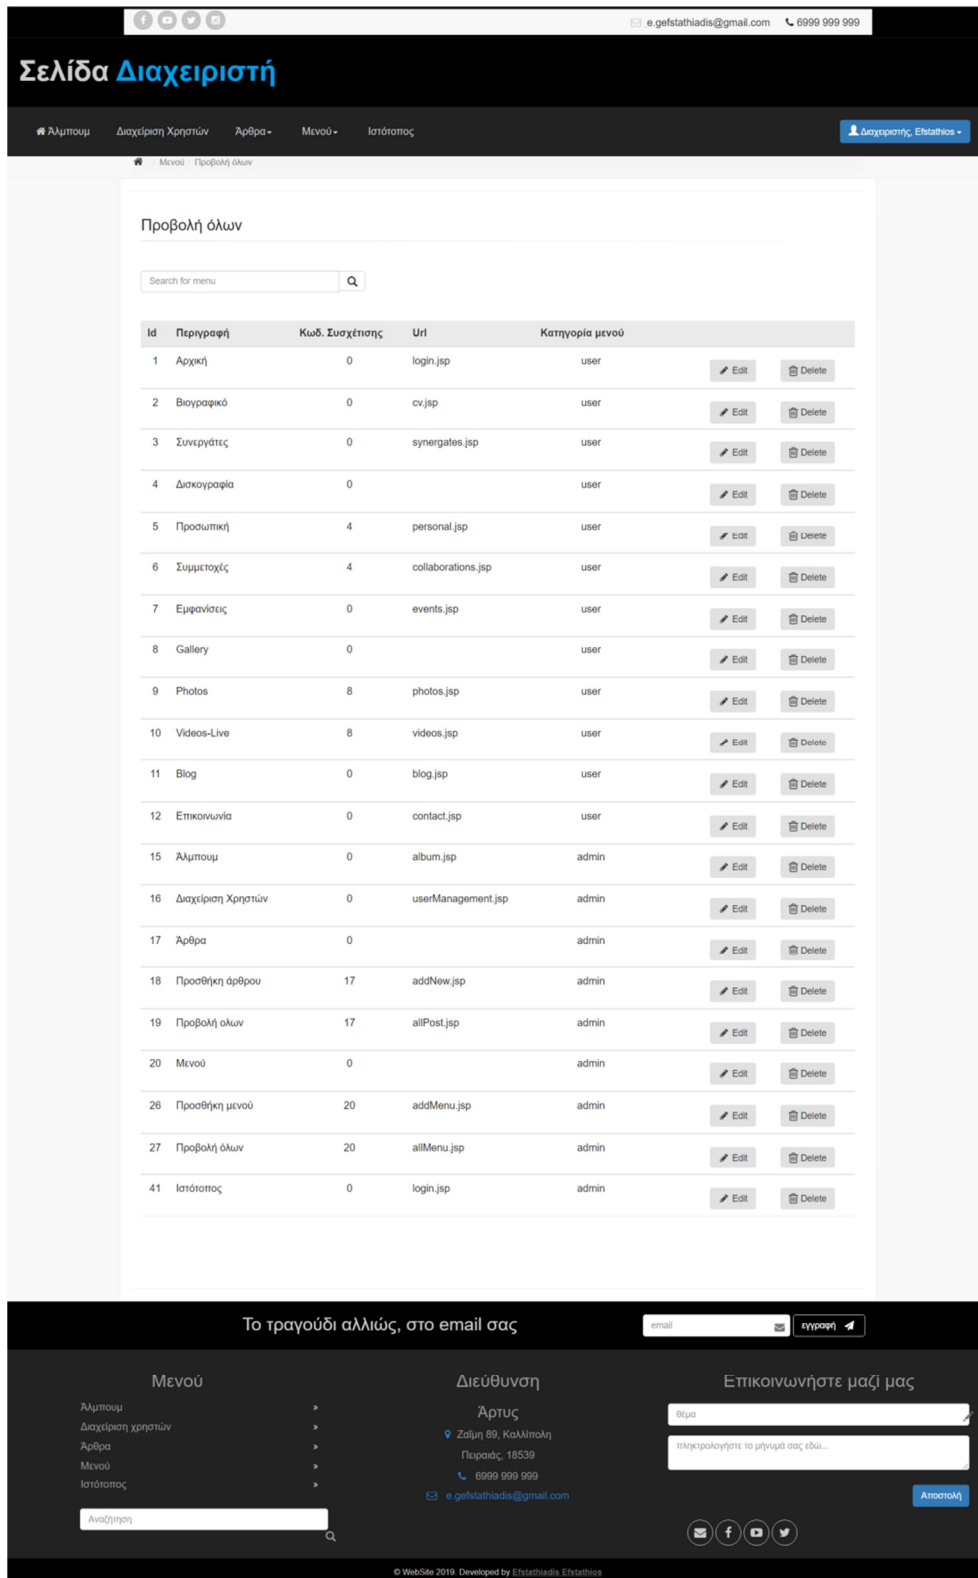 e.gefstathiadis@gmail.com 6999 999 999
Σελίδα Διαχειριστή
Άλμπουμ Διαχείριση Χρηστών Άρθρα Μενού Ιστότοπος Διαχειριστής, Efstathios
/ Μενού / Προβολή όλων
Προβολή όλων
Search for menu
Id Περιγραφή Κωδ. Συσχέτισης Url Κατηγορία μενού
1 Αρχική 0 login.jsp user Edit Delete
2 Βιογραφικό 0 cv.jsp user Edit Delete
3 Συνεργάτες 0 synergates.jsp user Edit Delete
4 Δισκογραφία 0 user Edit Delete
5 Προσωπική 4 personal.jsp user Edit Delete
6 Συμμετοχές 4 collaborations.jsp user Edit Delete
7 Εμφανίσεις 0 events.jsp user Edit Delete
8 Gallery 0 user Edit Delete
9 Photos 8 photos.jsp user Edit Delete
10 Videos-Live 8 videos.jsp user Edit Delete
11 Blog 0 blog.jsp user Edit Delete
12 Επικοινωνία 0 contact.jsp user Edit Delete
15 Άλμπουμ 0 album.jsp admin Edit Delete
16 Διαχείριση Χρηστών 0 userManagement.jsp admin Edit Delete
17 Άρθρα 0 admin Edit Delete
18 Προσθήκη άρθρου 17 addNew.jsp admin Edit Delete
19 Προβολή ολων 17 allPost.jsp admin Edit Delete
20 Μενού 0 admin Edit Delete
26 Προσθήκη μενού 20 addMenu.jsp admin Edit Delete
27 Προβολή όλων 20 allMenu.jsp admin Edit Delete
41 Ιστότοπος 0 login.jsp admin Edit Delete
Το τραγούδι αλλιώς, στο email σας
email
εγγραφή
Μενού
Άλμπουμ »
Διαχείριση χρηστών »
Άρθρα »
Μενού »
Ιστότοπος »
Αναζήτηση
Διεύθυνση
Άρτυς
Ζαΐμη 89, Καλλίπολη
Πειραιάς, 18539
6999 999 999
e.gefstathiadis@gmail.com
Επικοινωνήστε μαζί μας
θέμα
πληκτρολογήστε το μήνυμά σας εδώ...
Αποστολή
© WebSite 2019. Developed by Efstathiadis Efstathios